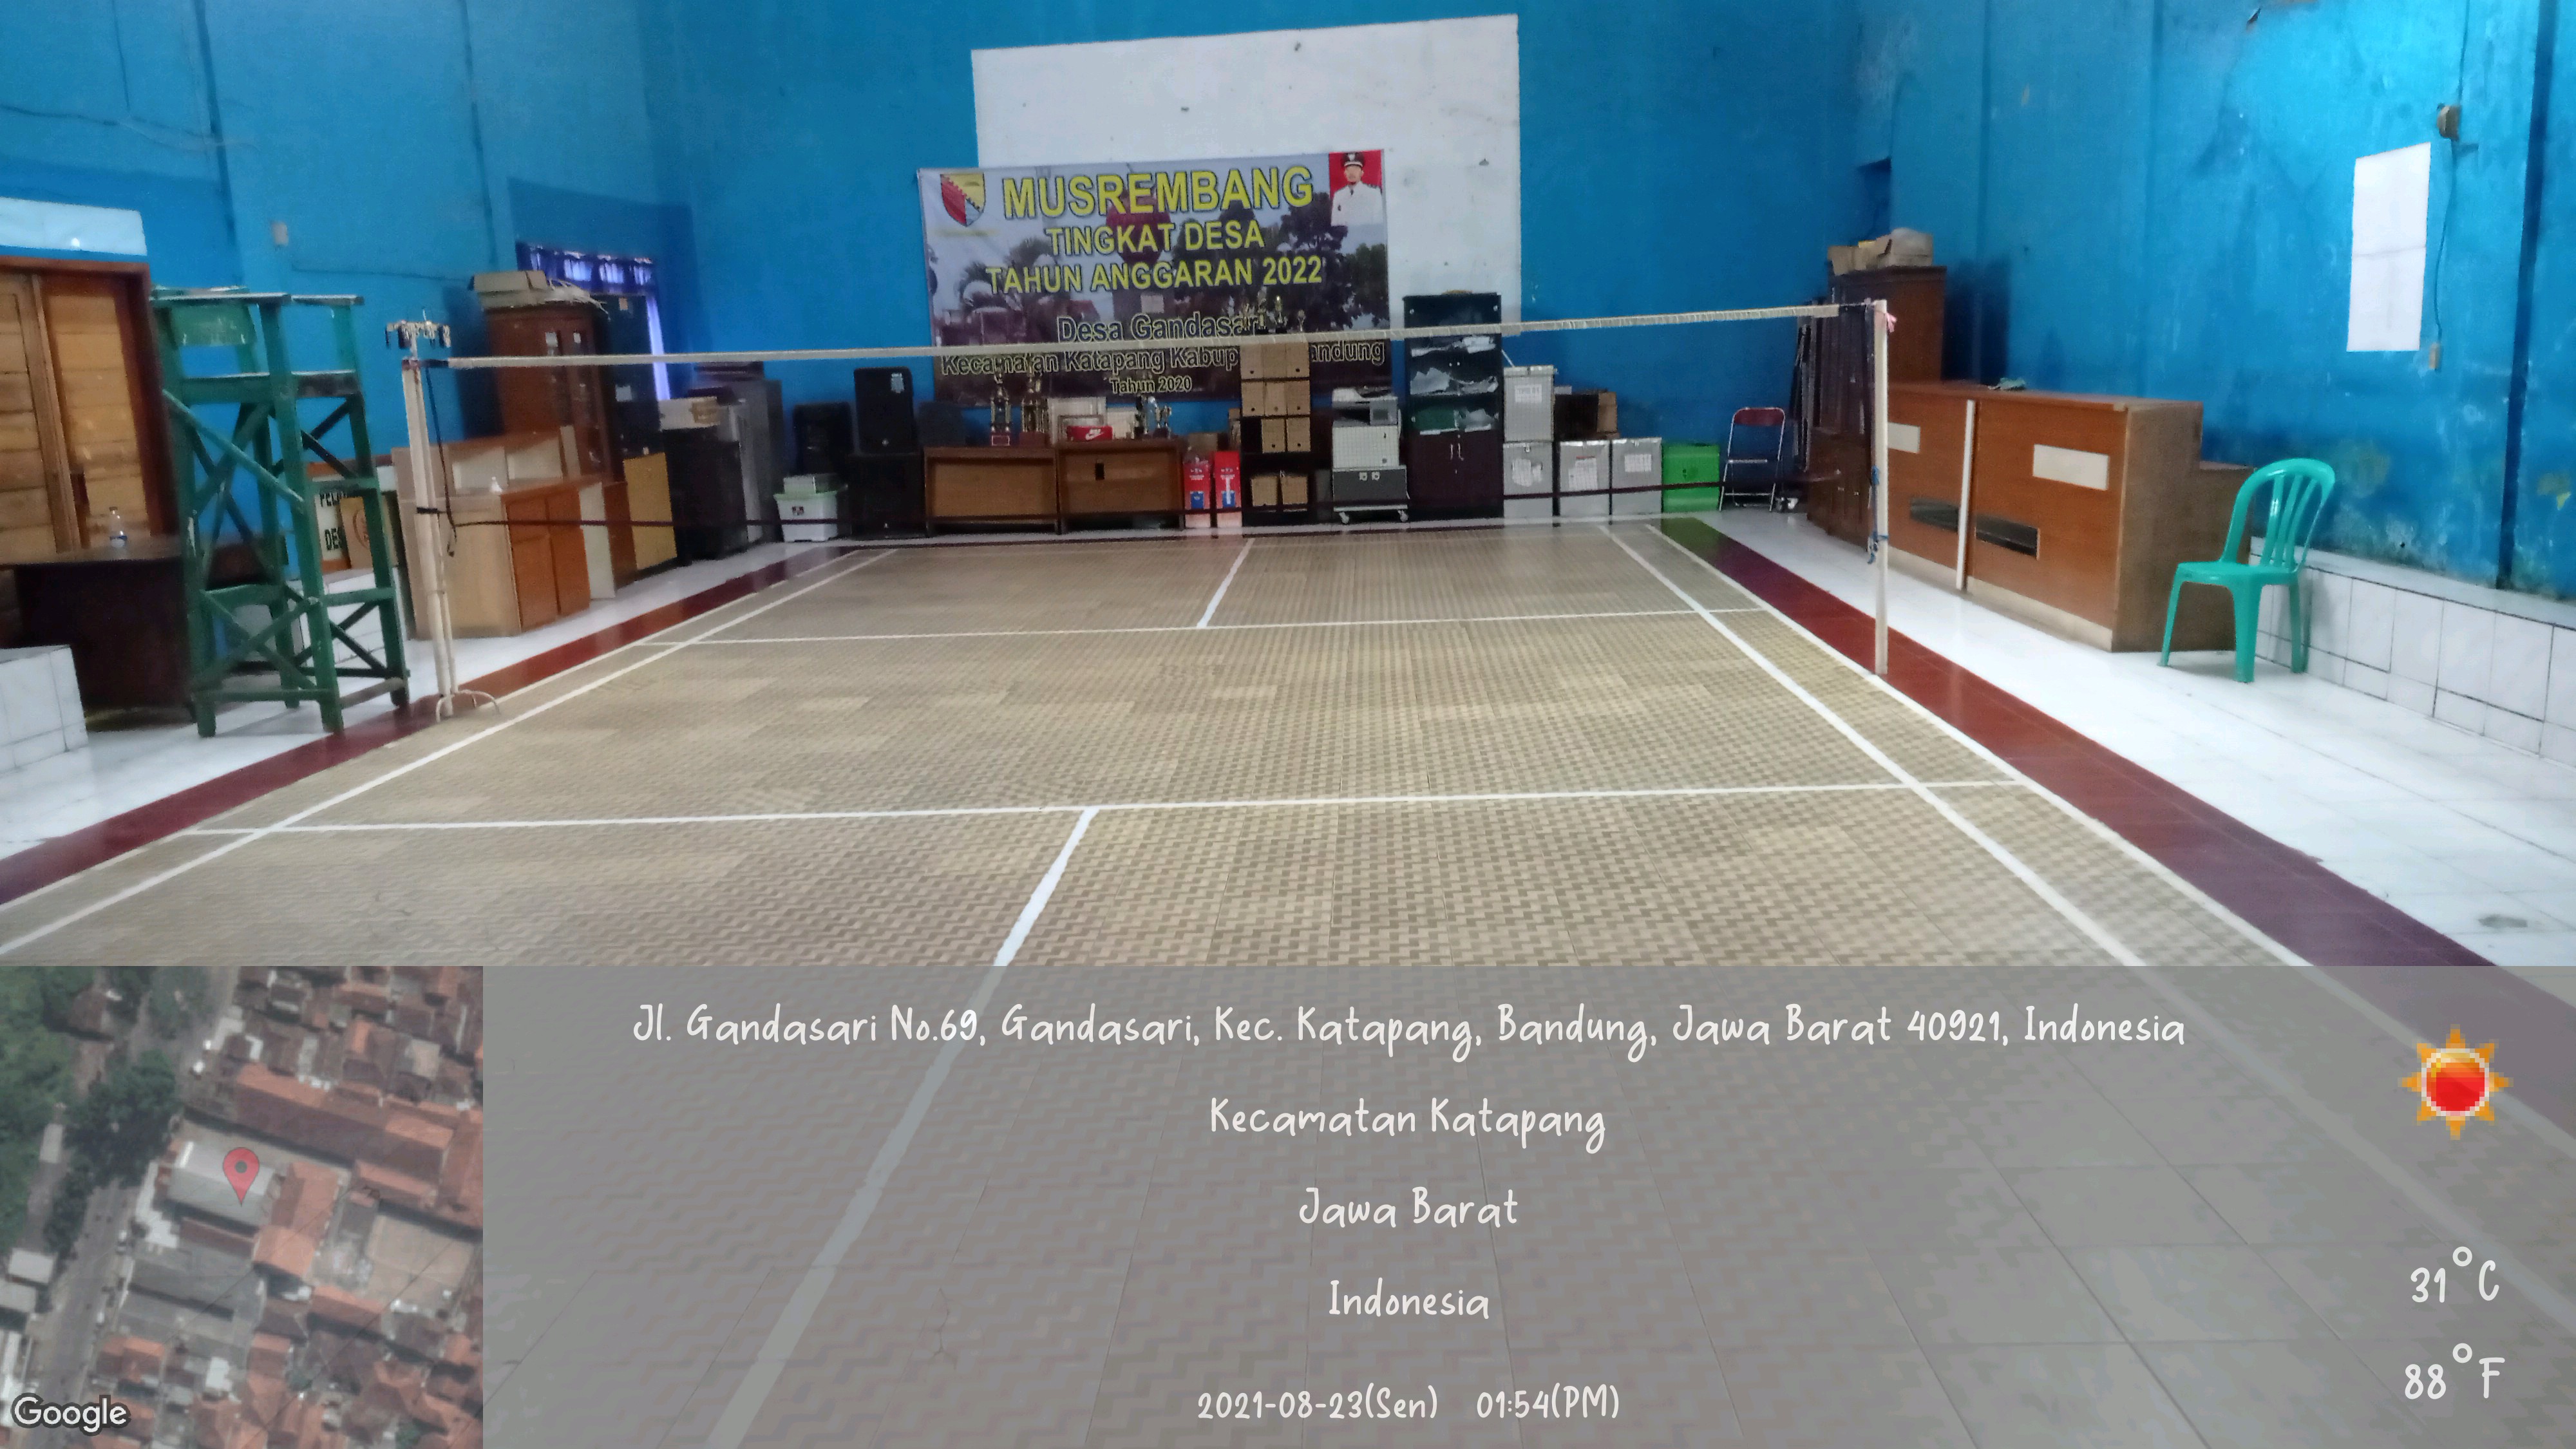 MUSREMBANG
TINGKAT DESA
TAHUN ANGGARAN 2022
Desa Gandasari
Kecamatan Katapang Kabup andung
Tahun 2020
Jl. Gandasari No.69, Gandasari, Kec. Katapang, Bandung, Jawa Barat 40921, Indonesia
Kecamatan Katapang
Jawa Barat
Indonesia
2021-08-23(Sen) 01:54(PM)
31°C
88°F
Google